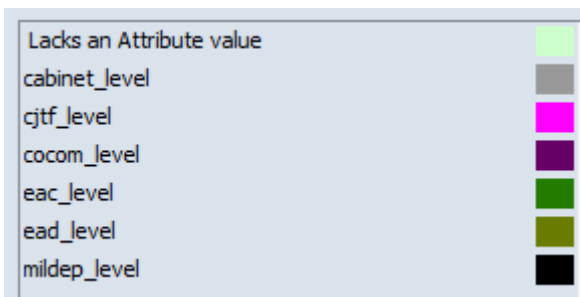 Lacks an Attribute value
cabinet_level
cjtf_level
cocom_level
eac_level
ead_level
mildep_level